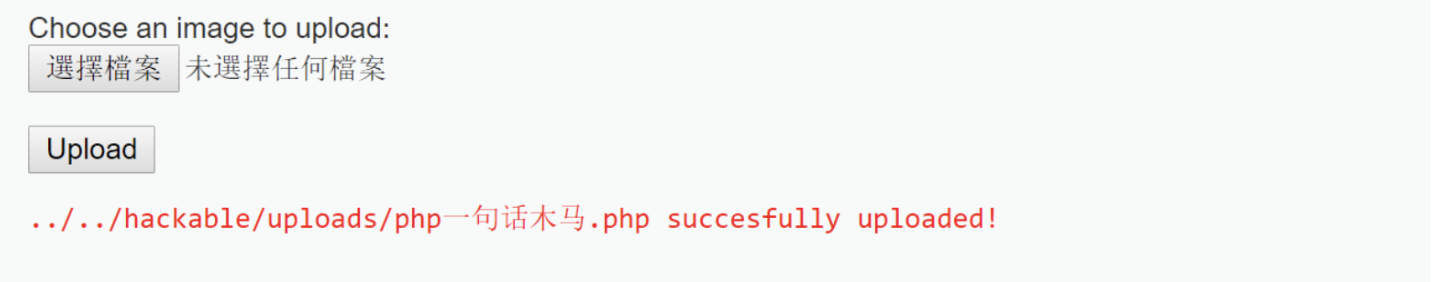 Choose an image to upload:
選擇檔案 未選擇任何檔案
Upload
../../hackable/uploads/php一句话木马.php succesfully uploaded!